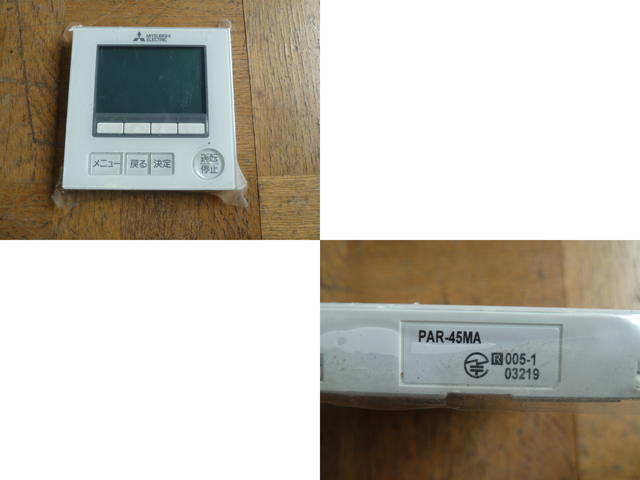 MITSUBISHI
ELECTRIC
メニュー 戻る 決定
運転
停止
PAR-45MA
R 005-1
03219